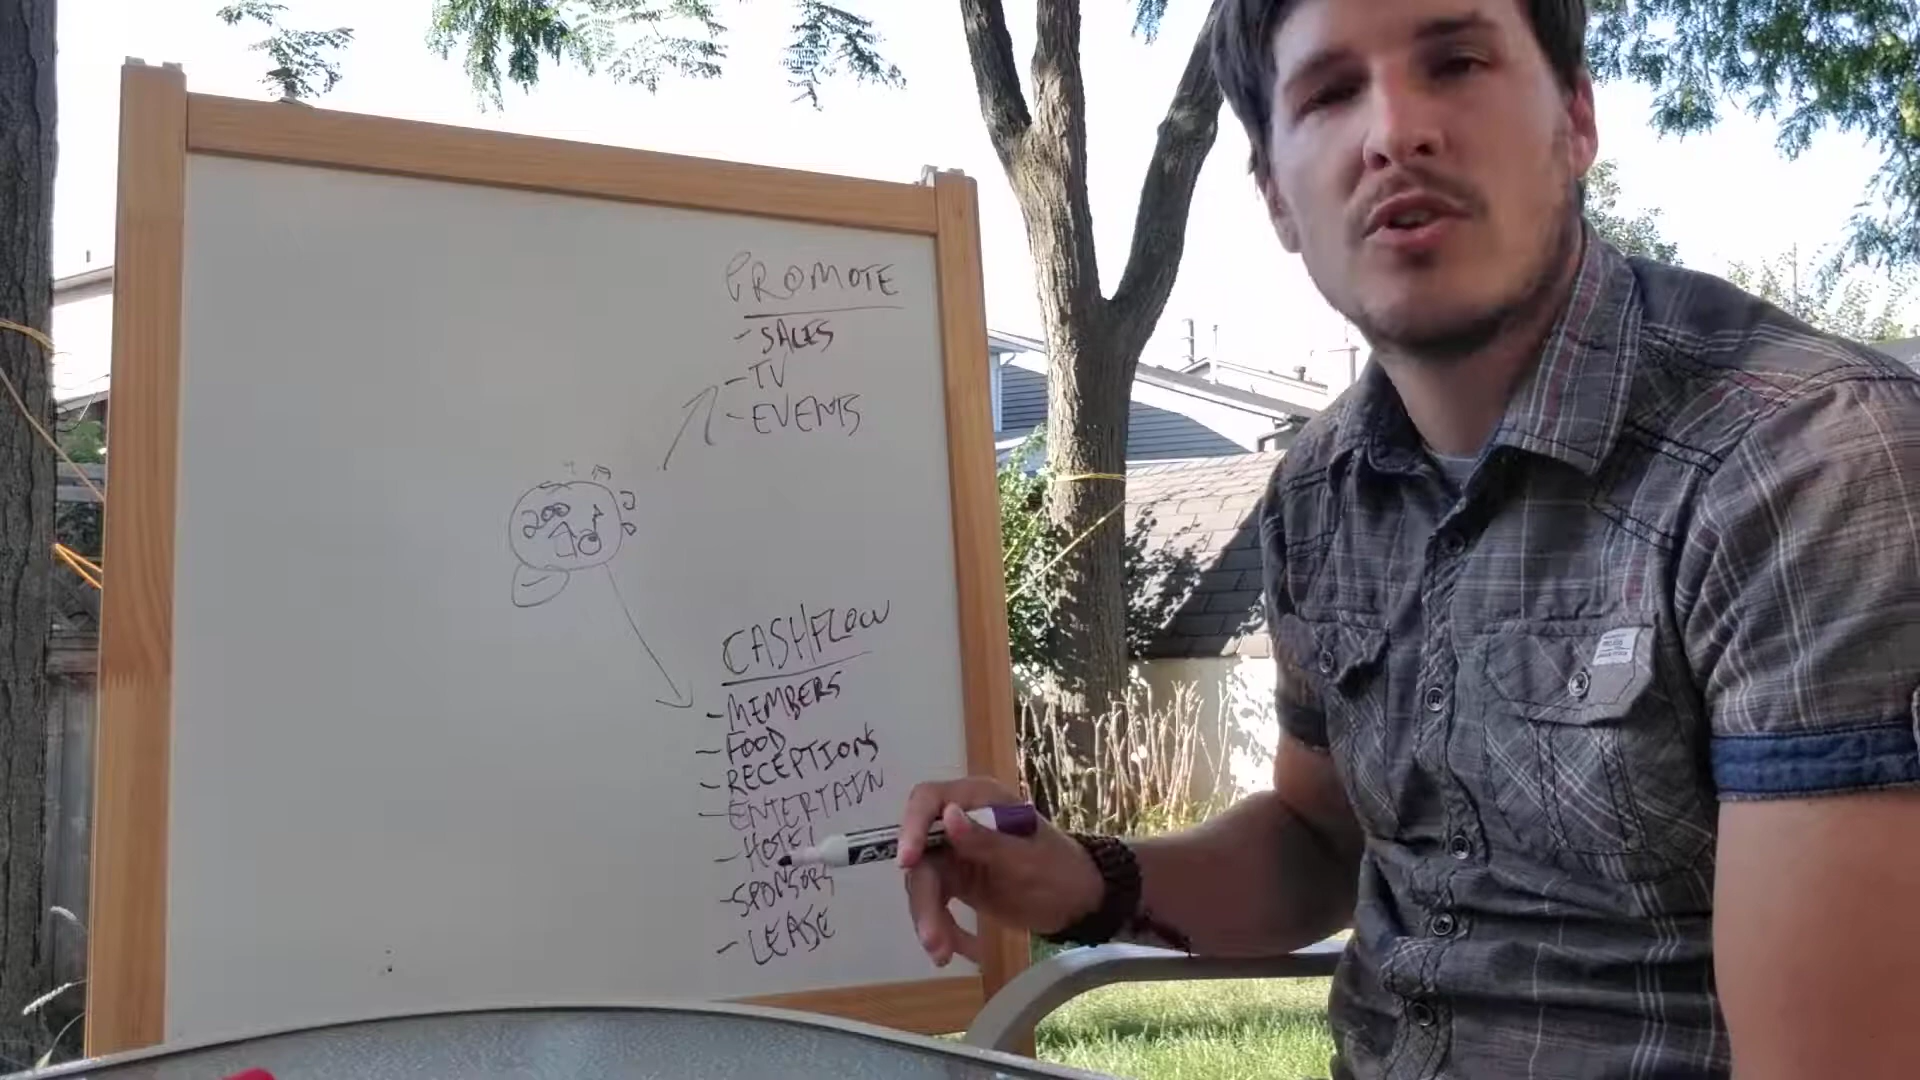 PROMOTE
- SALES
- TV
- EVENTS
200
CASHFLOW
- MEMBERS
- FOOD
- RECEPTIONS
- ENTERTAIN
- HOTEL
- SPONSORS
- LEASE